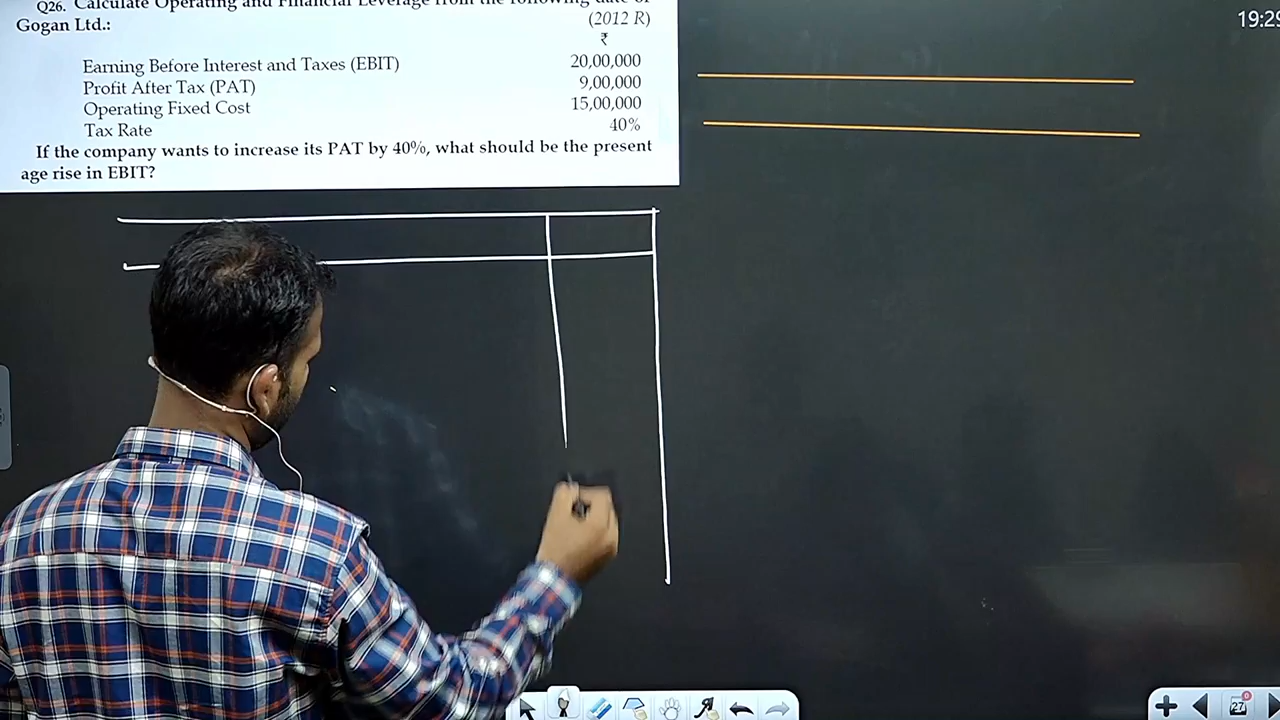 Q26. Calculate Operating and Financial Leverage from the following date of
Gogan Ltd.: (2012 R)
₹
Earning Before Interest and Taxes (EBIT) 20,00,000
Profit After Tax (PAT) 9,00,000
Operating Fixed Cost 15,00,000
Tax Rate 40%
If the company wants to increase its PAT by 40%, what should be the present
age rise in EBIT?
19:29
27
0